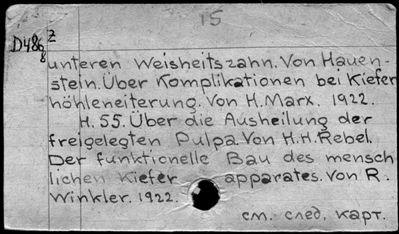 15
D486 z
8
unteren Weisheitszahn. Von Hauen-
stein. Über Komplikationen bei Kiefer
höhleneiterung. Von H. Marx. 1922.
H. 55. Über die Ausheilung der
freigelegten Pulpa. Von H. H. Rebel.
Der funktionelle Bau des mensch
lichen Kiefer apparates. Von R.
Winkler. 1922.
см. след. карт.